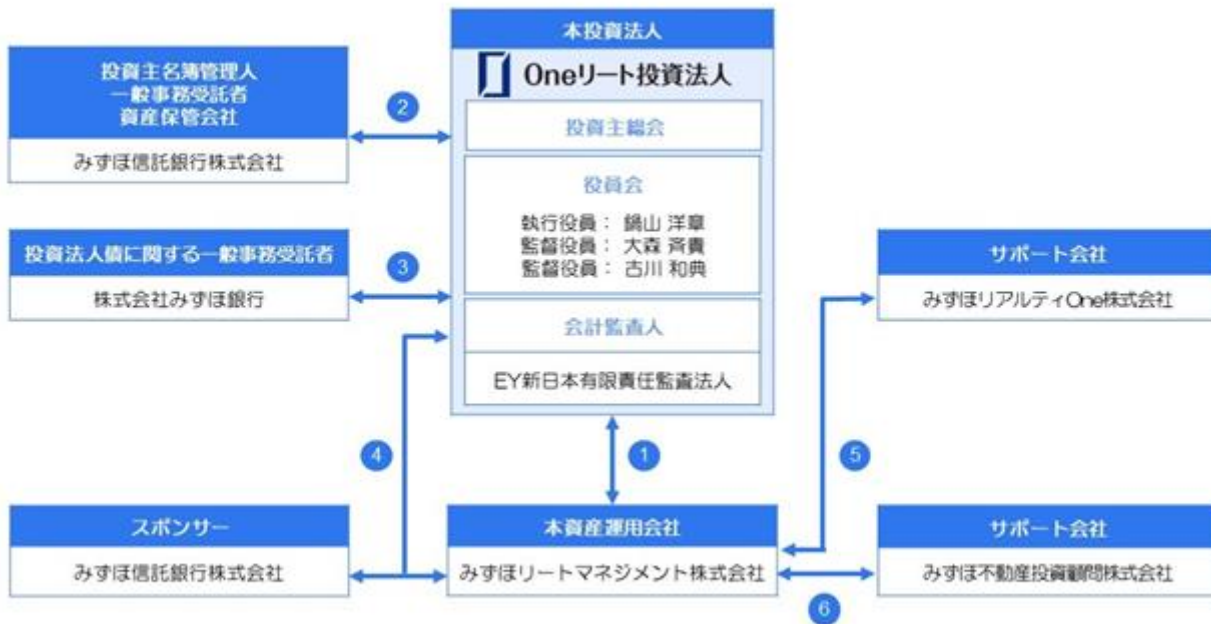 本投資法人
Oneリート投資法人
投資主総会
役員会
執行役員： 鍋山 洋章
監督役員： 大森 斉貴
監督役員： 古川 和典
会計監査人
EY新日本有限責任監査法人
投資主名簿管理人
一般事務受託者
資産保管会社
みずほ信託銀行株式会社
2
投資法人債に関する一般事務受託者
株式会社みずほ銀行
3
サポート会社
みずほリアルティOne株式会社
4
1
5
スポンサー
みずほ信託銀行株式会社
本資産運用会社
みずほリートマネジメント株式会社
サポート会社
みずほ不動産投資顧問株式会社
6